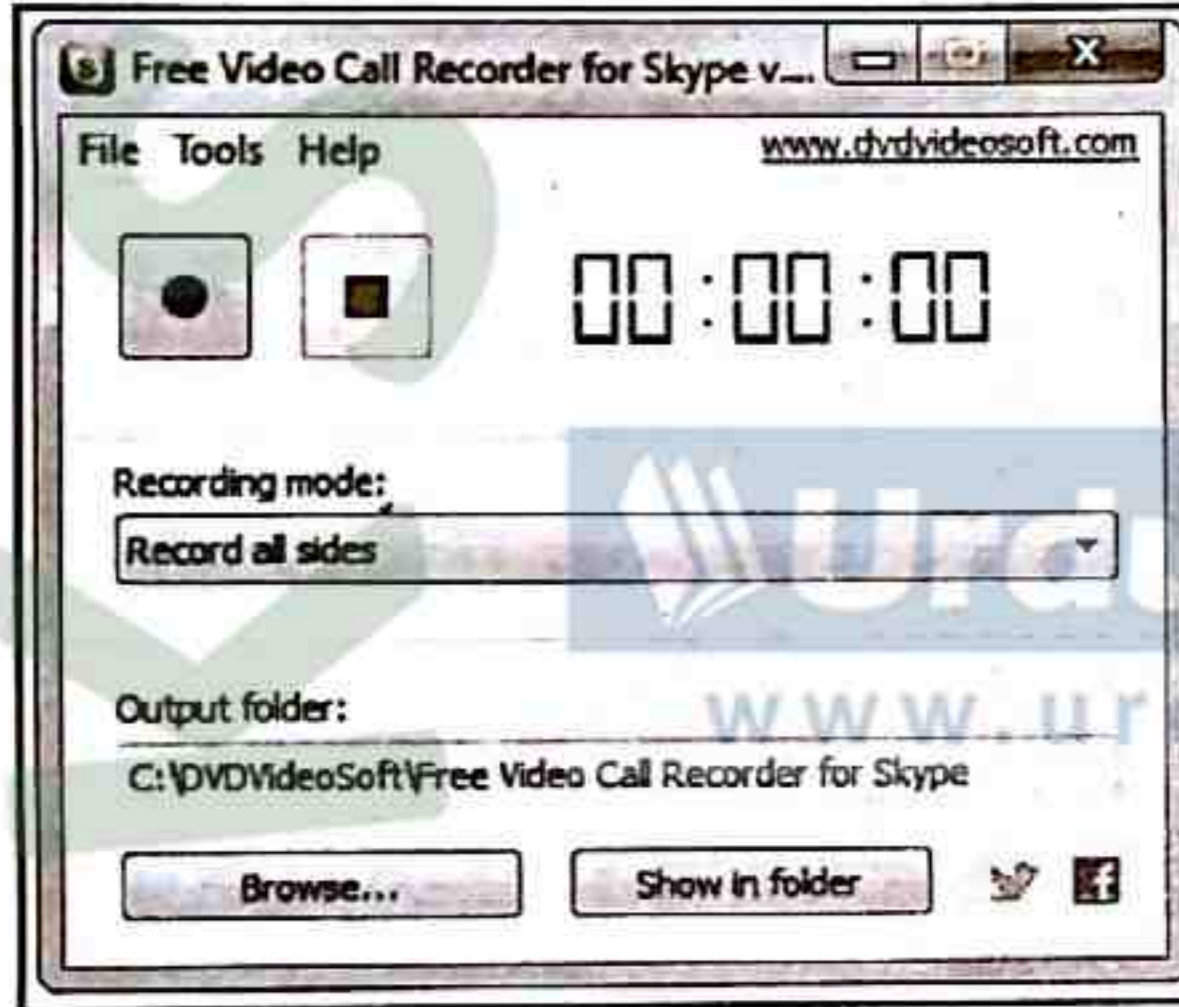 Free Video Call Recorder for Skype v....
File Tools Help
www.dvdvideosoft.com
00:00:00
Recording mode:
Record all sides
Urdu
www.ur
Output folder:
C:\DVDVideoSoft\Free Video Call Recorder for Skype
Browse...
Show in folder